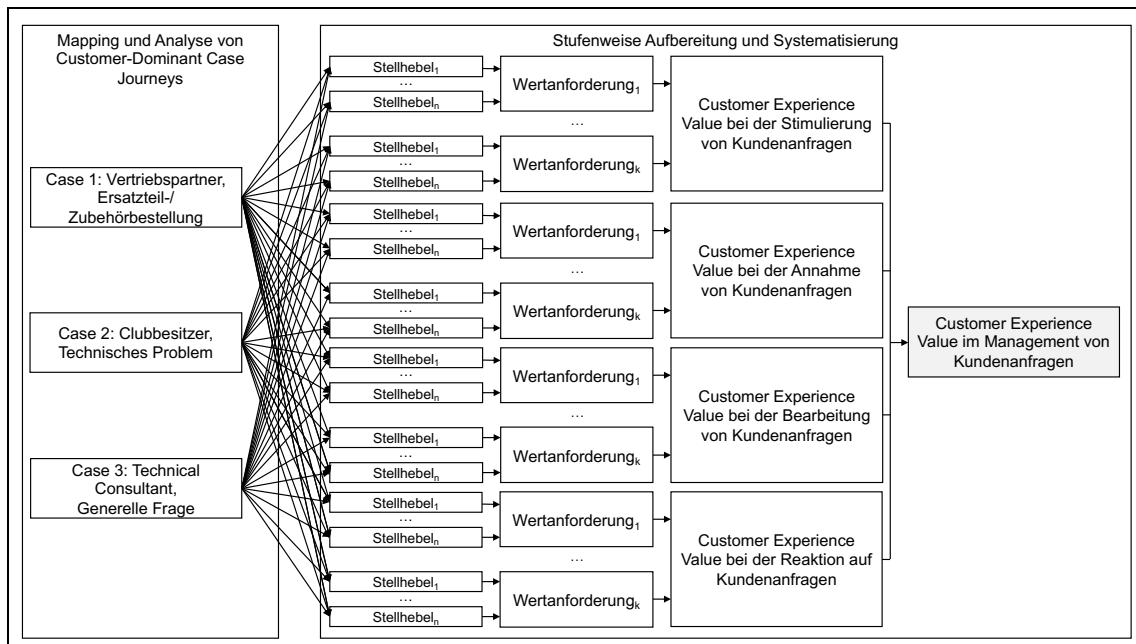 Mapping und Analyse von
Customer-Dominant Case
Journeys
Case 1: Vertriebspartner,
Ersatzteil-/
Zubehörbestellung
Case 2: Clubbesitzer,
Technisches Problem
Case 3: Technical
Consultant,
Generelle Frage
Stufenweise Aufbereitung und Systematisierung
Stellhebel₁
...
Stellhebelₙ
Stellhebel₁
...
Stellhebelₙ
Stellhebel₁
...
Stellhebelₙ
Stellhebel₁
...
Stellhebelₙ
Stellhebel₁
...
Stellhebelₙ
Stellhebel₁
...
Stellhebelₙ
Stellhebel₁
...
Stellhebelₙ
Stellhebel₁
...
Stellhebelₙ
Wertanforderung₁
...
Wertanforderungₖ
Wertanforderung₁
...
Wertanforderungₖ
Wertanforderung₁
...
Wertanforderungₖ
Wertanforderung₁
...
Wertanforderungₖ
Customer Experience
Value bei der Stimulierung
von Kundenanfragen
Customer Experience
Value bei der Annahme
von Kundenanfragen
Customer Experience
Value bei der Bearbeitung
von Kundenanfragen
Customer Experience
Value bei der Reaktion auf
Kundenanfragen
Customer Experience
Value im Management von
Kundenanfragen